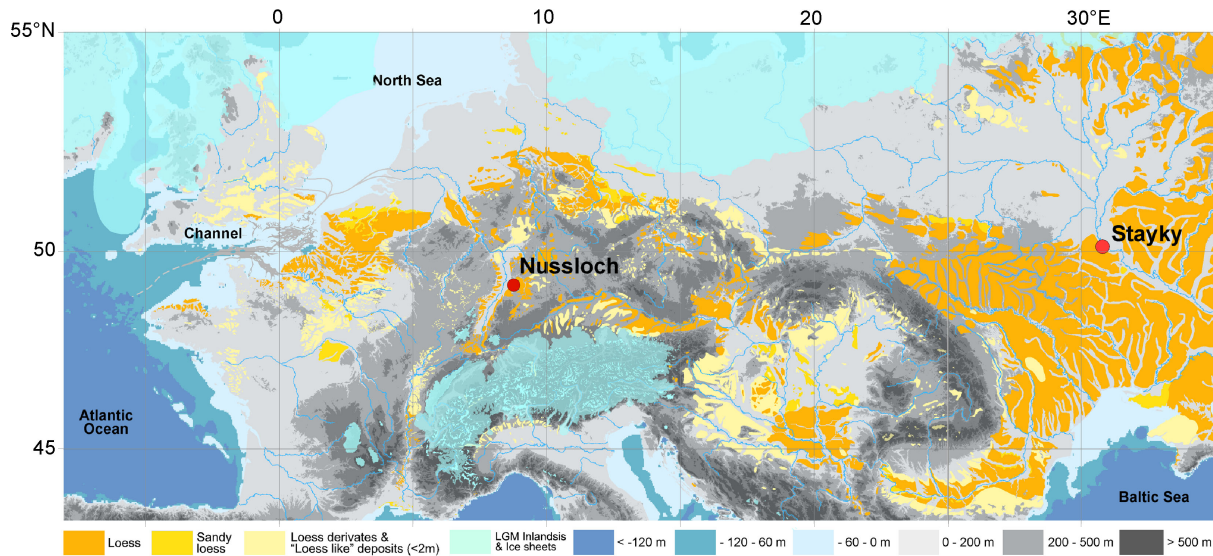 0 10 20 30°E
55°N
North Sea
50
Channel
Stayky
Nussloch
Atlantic
Ocean
45
Baltic Sea
Loess
Sandy
loess
Loess derivates &
"Loess like" deposits (<2m)
LGM Inlandsis
& Ice sheets
< -120 m
- 120 -60 m
- 60 - 0 m
0 - 200 m
200 - 500 m
> 500 m